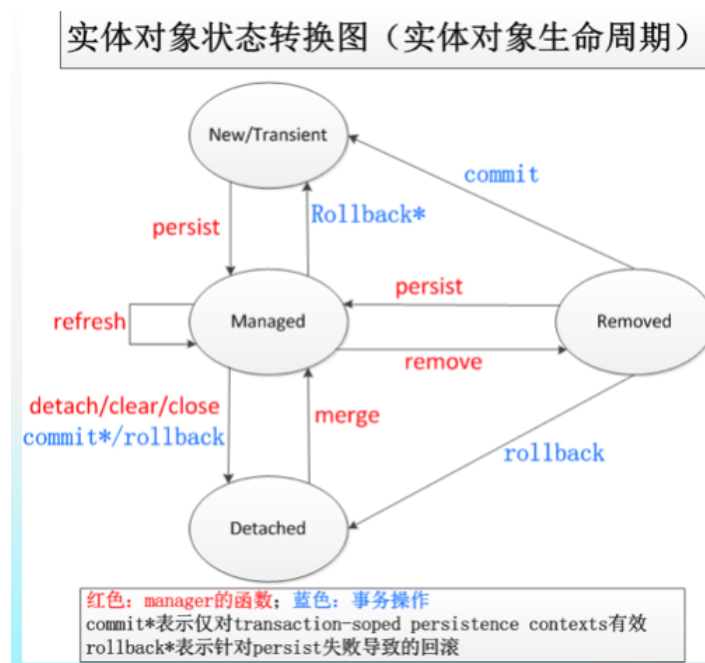 实体对象状态转换图（实体对象生命周期）
New/Transient
commit
persist
Rollback*
persist
refresh
Managed
Removed
remove
detach/clear/close
commit*/rollback
merge
rollback
Detached
红色：manager的函数；蓝色：事务操作
commit*表示仅对transaction-soped persistence contexts有效
rollback*表示针对persist失败导致的回滚